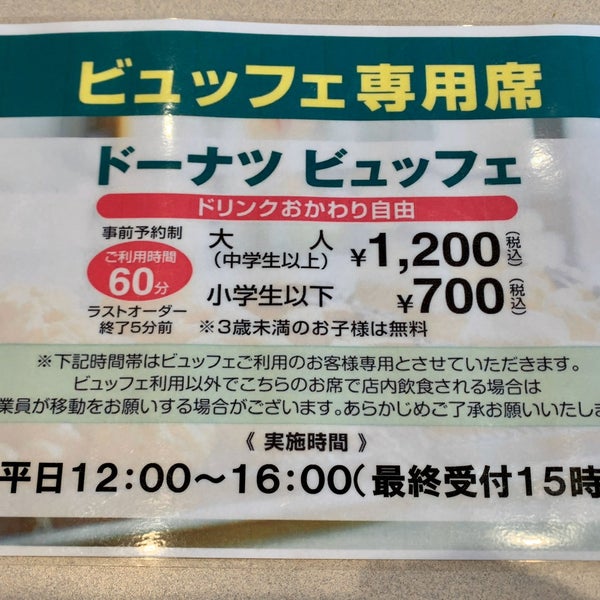 ビュッフェ専用席
ドーナツ ビュッフェ
ドリンクおかわり自由
事前予約制
ご利用時間
60分
ラストオーダー
終了5分前
大人
(中学生以上)
¥1,200(税込)
小学生以下
¥700(税込)
※3歳未満のお子様は無料
※下記時間帯はビュッフェご利用のお客様専用とさせていただきます。
ビュッフェ利用以外でこちらのお席で店内飲食される場合は
業員が移動をお願いする場合がございます。あらかじめご了承お願いいたしま
《 実施時間 》
平日12:00〜16:00(最終受付15時